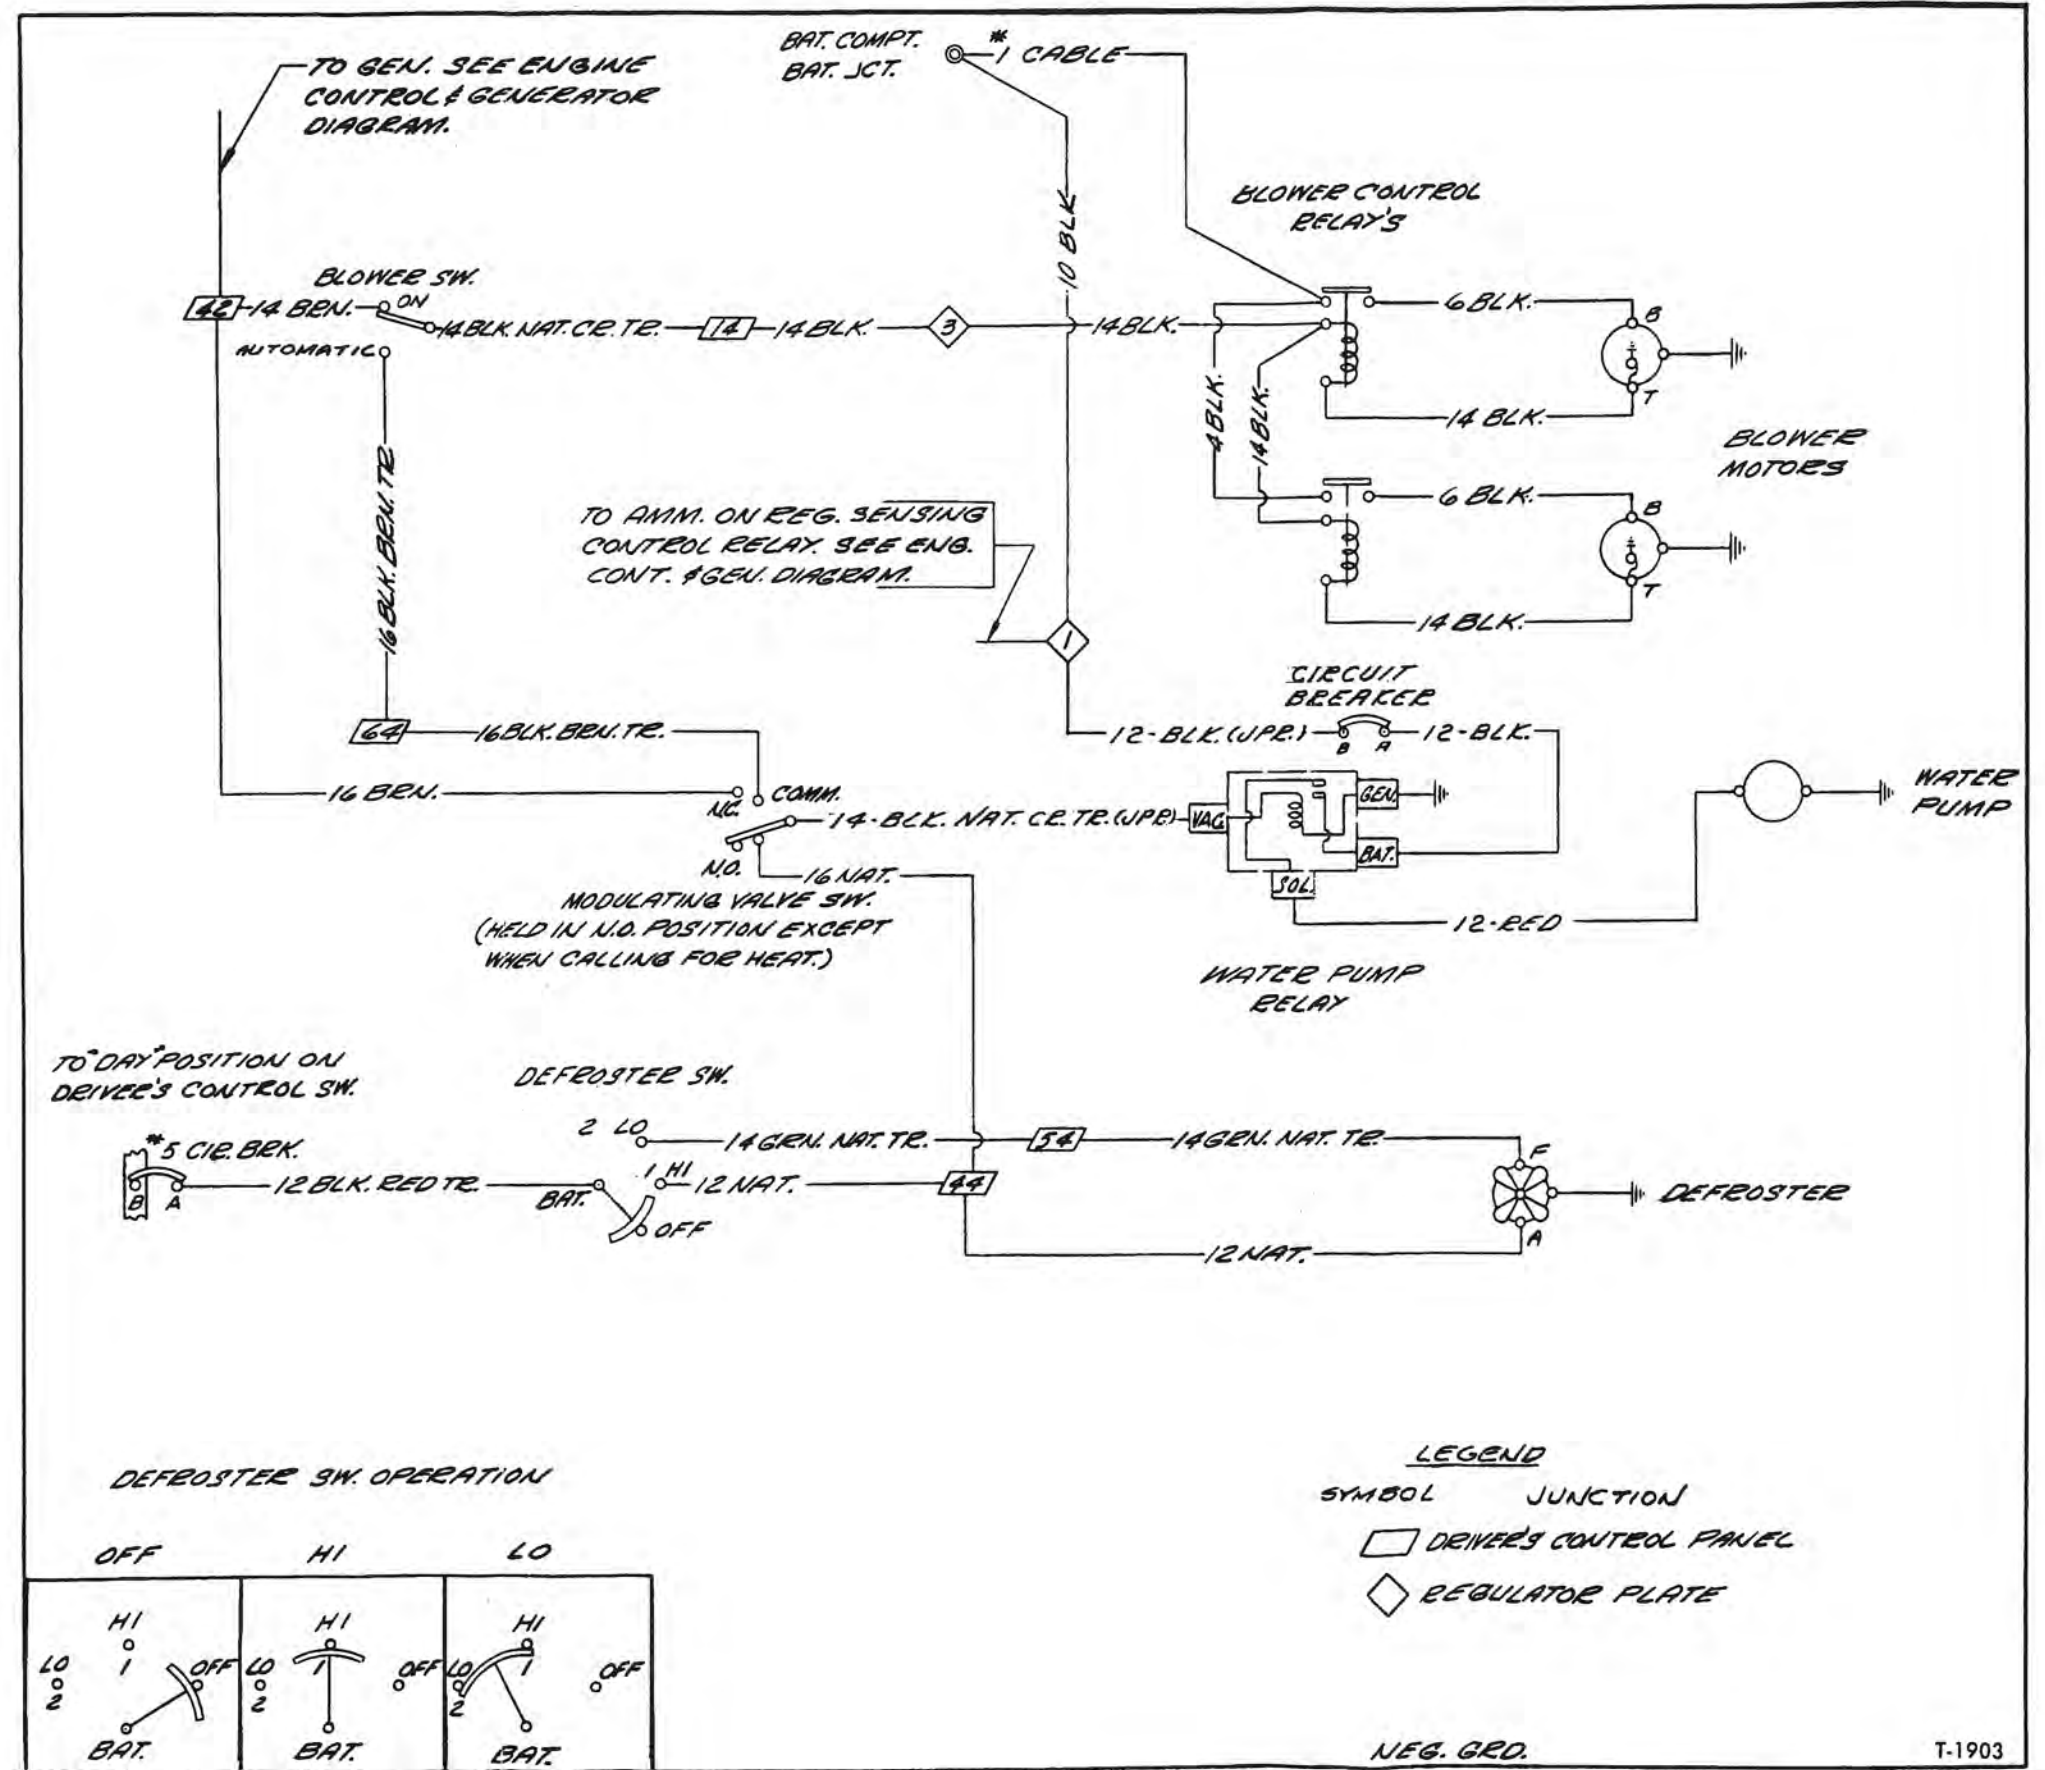 TO GEN. SEE ENGINE
CONTROL & GENERATOR
DIAGRAM.
BAT. COMPT.
BAT. JCT.
#1 CABLE
10 BLK
BLOWER CONTROL
RELAY'S
BLOWER SW.
42
14 BRN.
ON
14 BLK. NAT. CR. TR.
14
14 BLK.
3
14 BLK.
AUTOMATIC
6 BLK.
B
T
14 BLK.
4 BLK.
14 BLK.
BLOWER
MOTORS
6 BLK.
B
T
14 BLK.
16 BLK. BRN. TR.
TO AMM. ON REG. SENSING
CONTROL RELAY. SEE ENG.
CONT. & GEN. DIAGRAM.
1
CIRCUIT
BREAKER
64
16 BLK. BRN. TR.
12-BLK. (JPR.)
B A
12-BLK.
16 BRN.
N.C.
COMM.
14-BLK. NAT. CR. TR. (JPR)
VAC.
GEN.
BAT.
SOL.
WATER
PUMP
N.O.
16 NAT.
MODULATING VALVE SW.
(HELD IN N.O. POSITION EXCEPT
WHEN CALLING FOR HEAT.)
12-RED
WATER PUMP
RELAY
TO "DAY" POSITION ON
DRIVER'S CONTROL SW.
DEFROSTER SW.
#5 CIR. BRK.
B A
12 BLK. RED TR.
BAT.
2 LO
14 GRN. NAT. TR.
54
14 GRN. NAT. TR.
1 HI
12 NAT.
44
OFF
F
DEFROSTER
A
12 NAT.
DEFROSTER SW. OPERATION
OFF HI LO
HI
LO
1
OFF
2
BAT.
HI
LO
1
OFF
2
BAT.
HI
LO
1
OFF
2
BAT.
LEGEND
SYMBOL JUNCTION
DRIVER'S CONTROL PANEL
REGULATOR PLATE
NEG. GRD.
T-1903